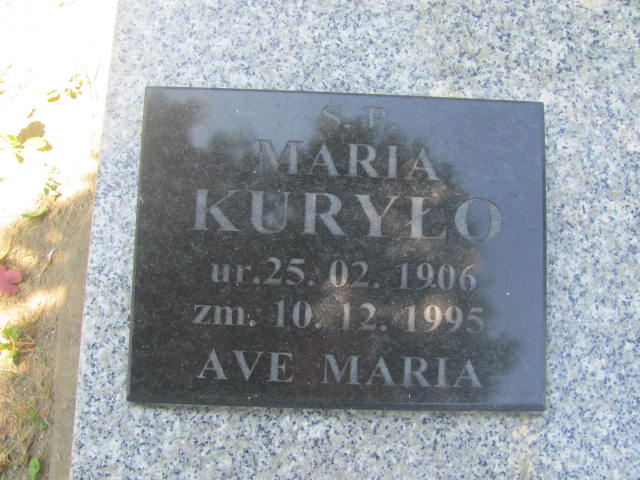 Ś.P.
MARIA
KURYŁO
ur.25. 02. 1906
zm. 10. 12. 1995
AVE MARIA